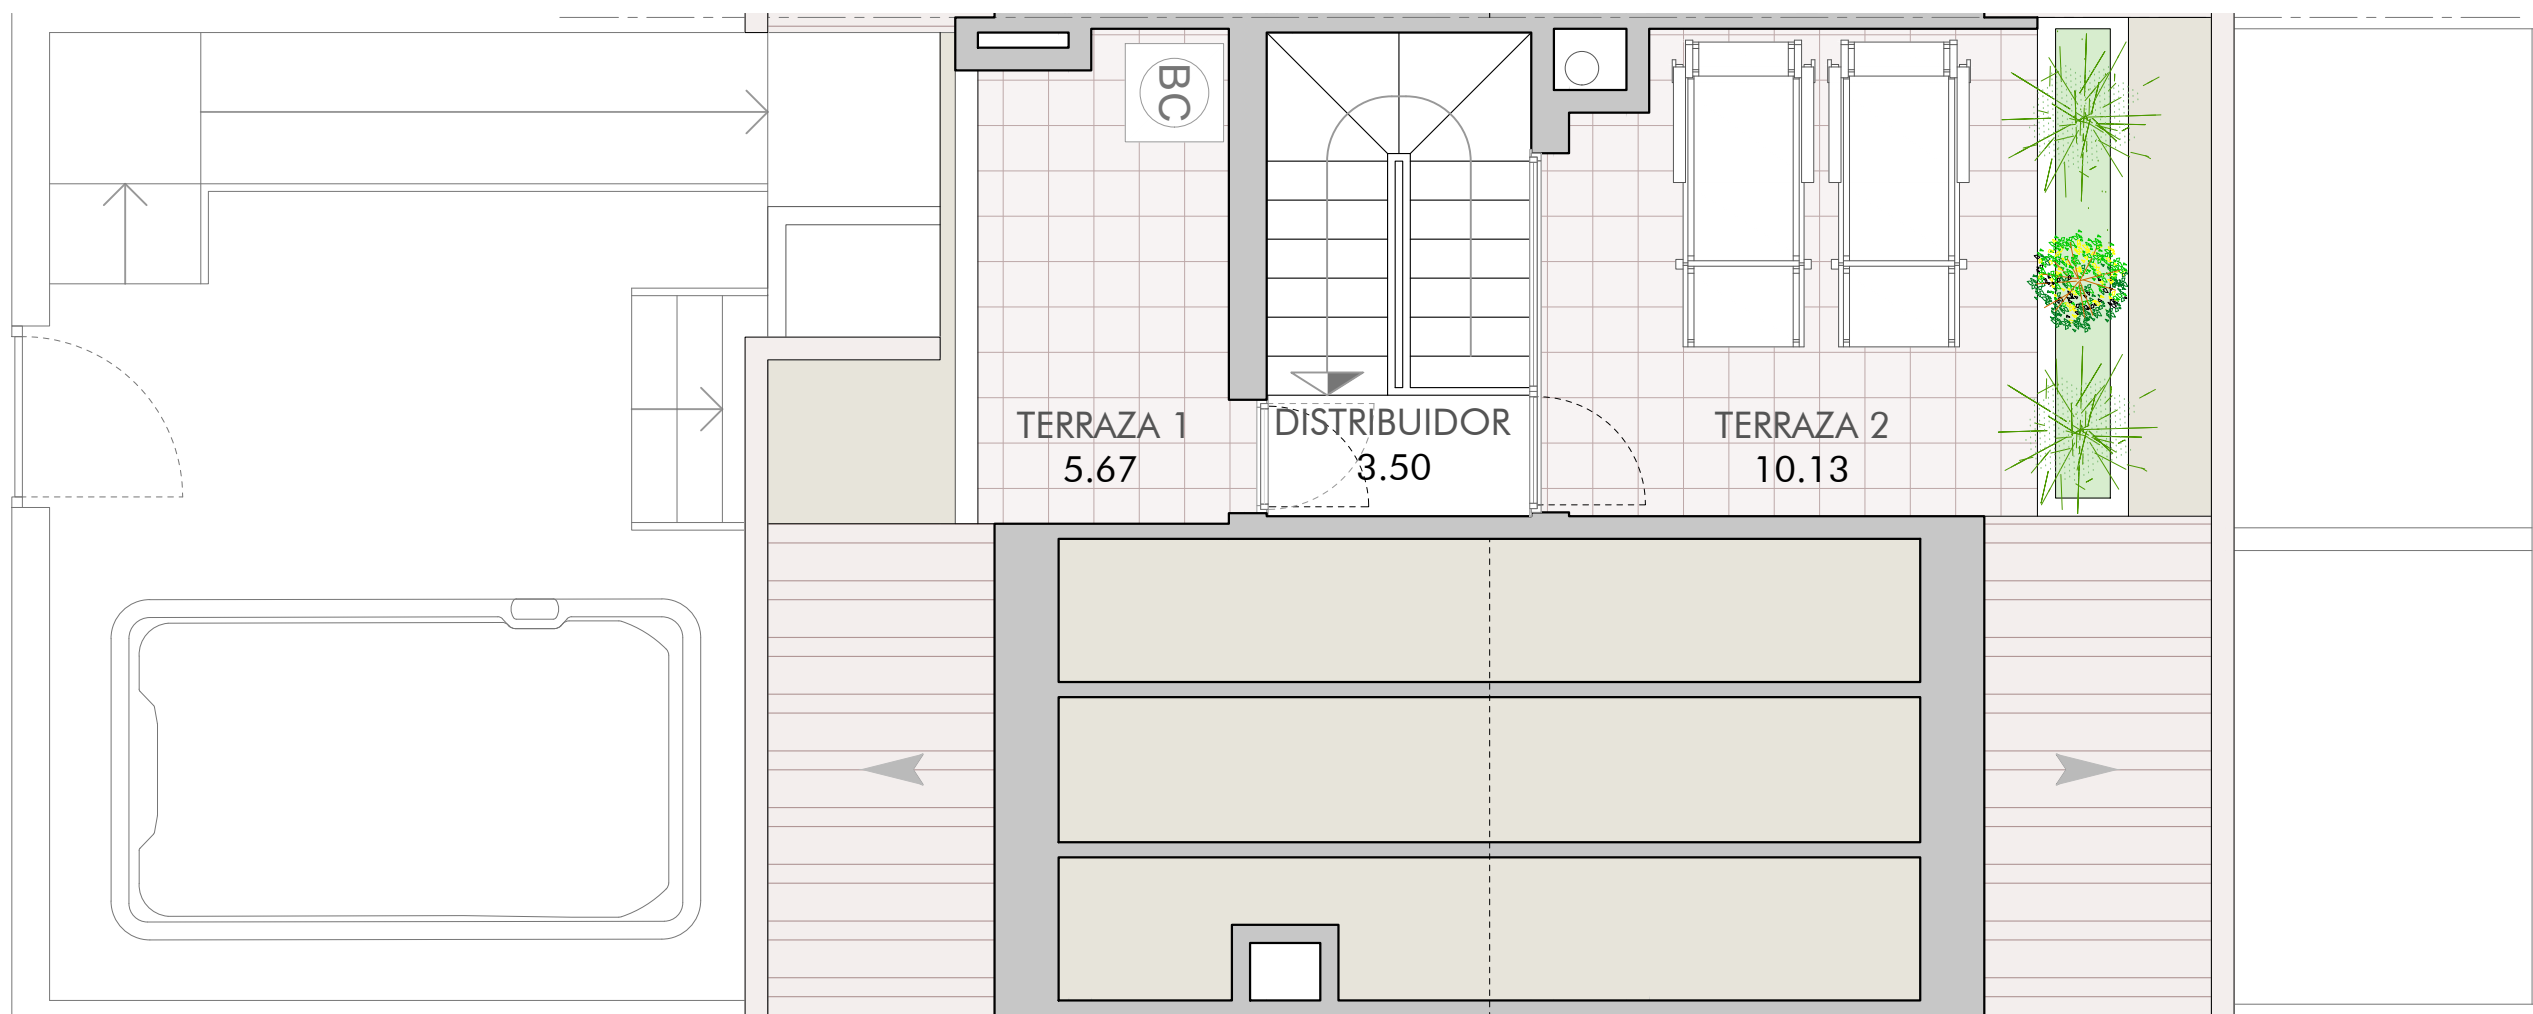 BC
TERRAZA 1
5.67
DISTRIBUIDOR
3.50
TERRAZA 2
10.13